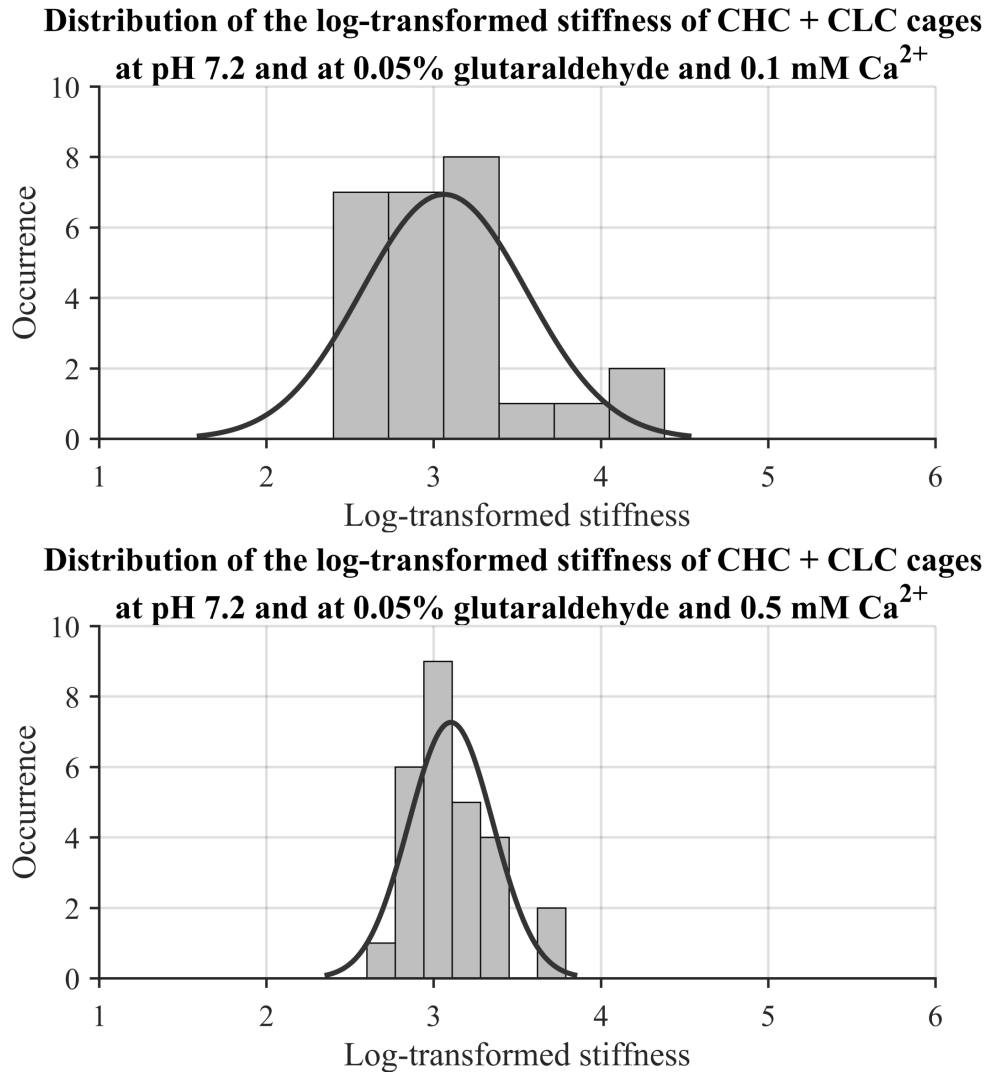 Distribution of the log-transformed stiffness of CHC + CLC cages
at pH 7.2 and at 0.05% glutaraldehyde and 0.1 mM Ca²⁺
10
8
6
4
2
0
Occurrence
1 2 3 4 5 6
Log-transformed stiffness
Distribution of the log-transformed stiffness of CHC + CLC cages
at pH 7.2 and at 0.05% glutaraldehyde and 0.5 mM Ca²⁺
10
8
6
4
2
0
Occurrence
1 2 3 4 5 6
Log-transformed stiffness